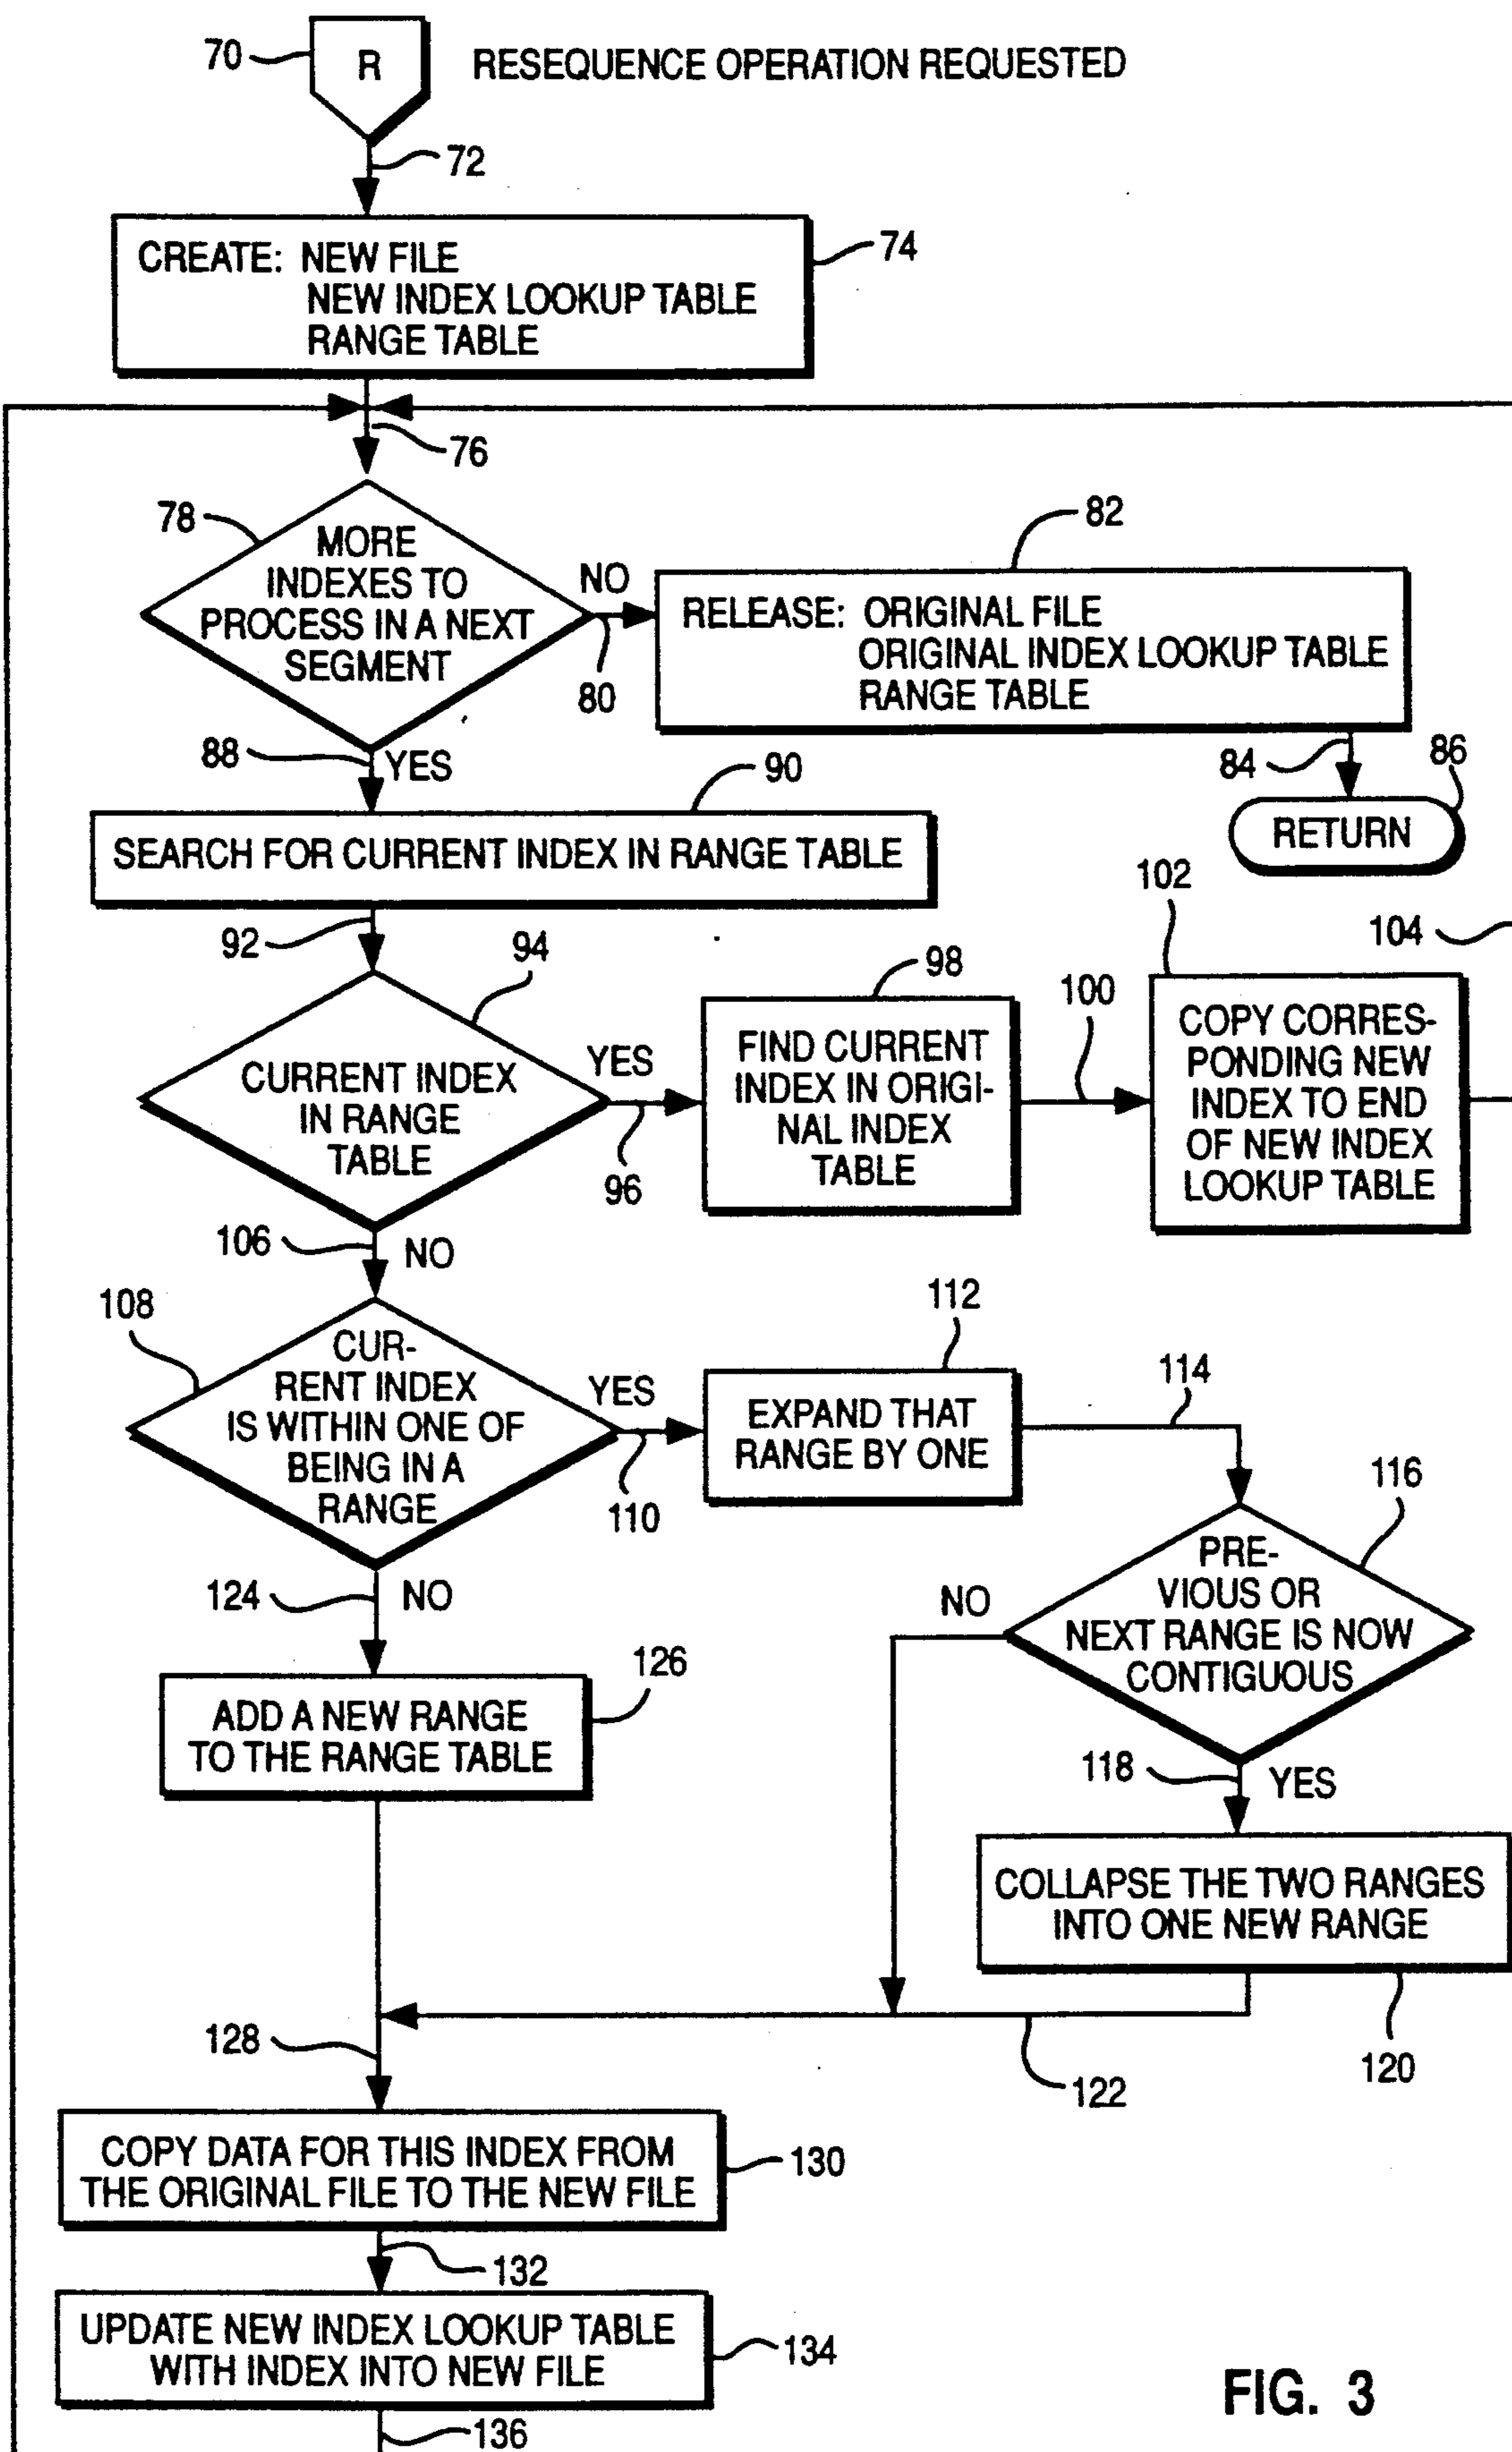 70
R
RESEQUENCE OPERATION REQUESTED
72
CREATE: NEW FILE
NEW INDEX LOOKUP TABLE
RANGE TABLE
74
76
78
MORE
INDEXES TO
PROCESS IN A NEXT
SEGMENT
NO
80
82
RELEASE: ORIGINAL FILE
ORIGINAL INDEX LOOKUP TABLE
RANGE TABLE
84
86
RETURN
88
YES
90
SEARCH FOR CURRENT INDEX IN RANGE TABLE
92
94
CURRENT INDEX
IN RANGE
TABLE
YES
96
98
FIND CURRENT
INDEX IN ORIGI-
NAL INDEX
TABLE
100
102
COPY CORRES-
PONDING NEW
INDEX TO END
OF NEW INDEX
LOOKUP TABLE
104
106
NO
108
CUR-
RENT INDEX
IS WITHIN ONE OF
BEING IN A
RANGE
YES
110
112
EXPAND THAT
RANGE BY ONE
114
116
PRE-
VIOUS OR
NEXT RANGE IS NOW
CONTIGUOUS
NO
118
YES
COLLAPSE THE TWO RANGES
INTO ONE NEW RANGE
120
122
124
NO
126
ADD A NEW RANGE
TO THE RANGE TABLE
128
COPY DATA FOR THIS INDEX FROM
THE ORIGINAL FILE TO THE NEW FILE
130
132
UPDATE NEW INDEX LOOKUP TABLE
WITH INDEX INTO NEW FILE
134
136
FIG. 3